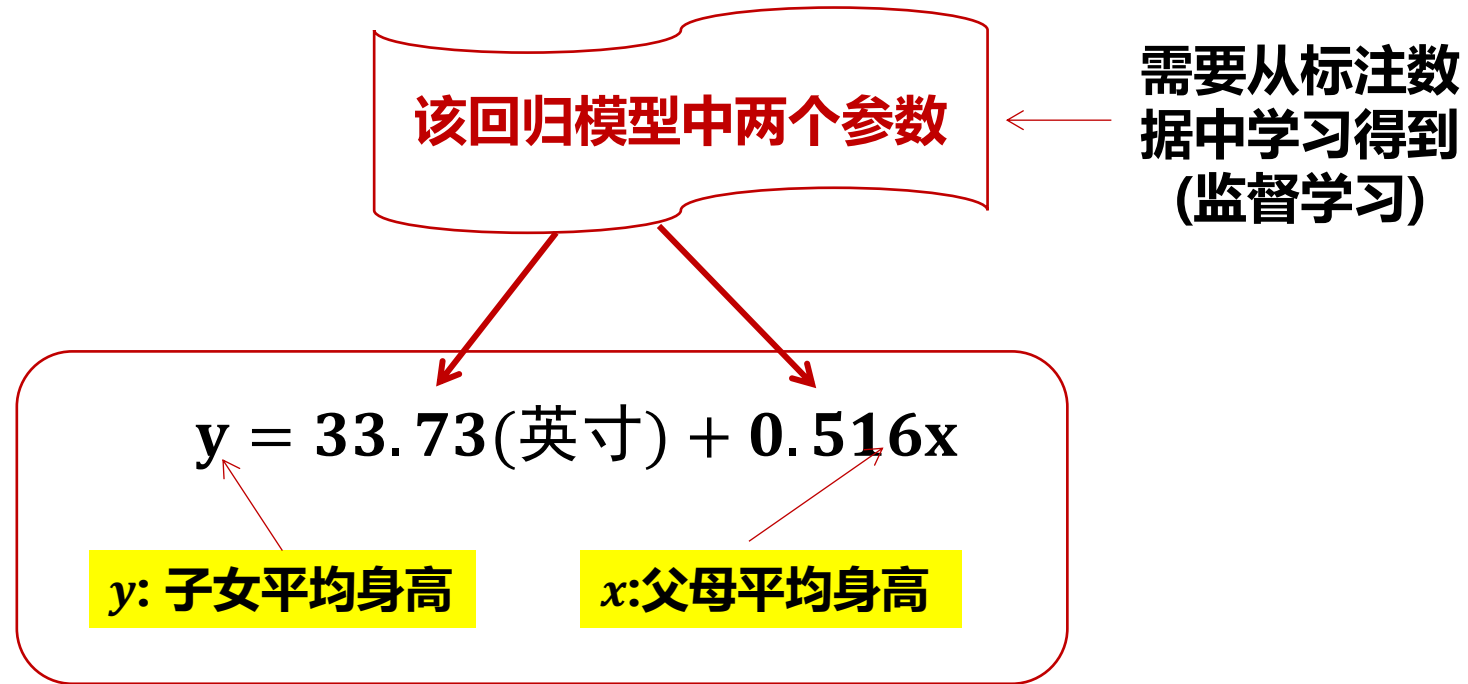 该回归模型中两个参数
需要从标注数
据中学习得到
(监督学习)
y = 33.73(英寸) + 0.516x
y: 子女平均身高
x:父母平均身高